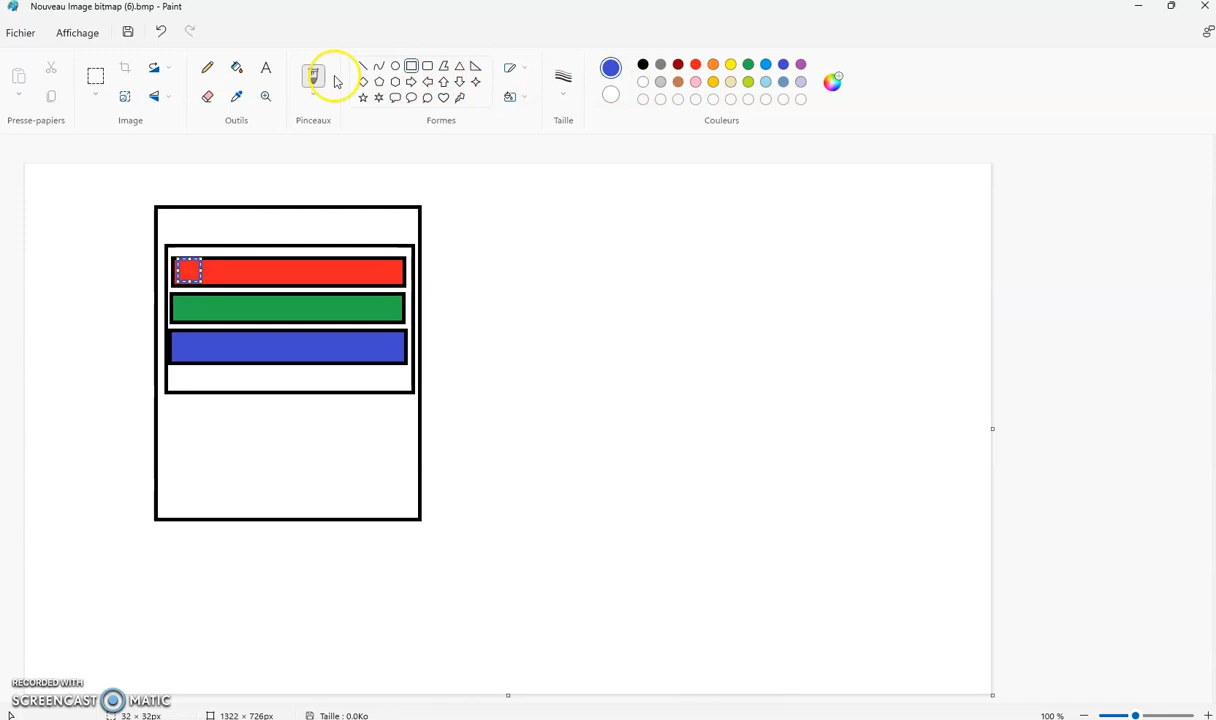 Nouveau Image bitmap (6).bmp - Paint
Fichier
Affichage
Presse-papiers
Image
Outils
Pinceaux
Formes
Taille
Couleurs
RECORDED WITH
SCREENCAST MATIC
32 × 32px
1322 × 726px
Taille : 0.0Ko
100 %